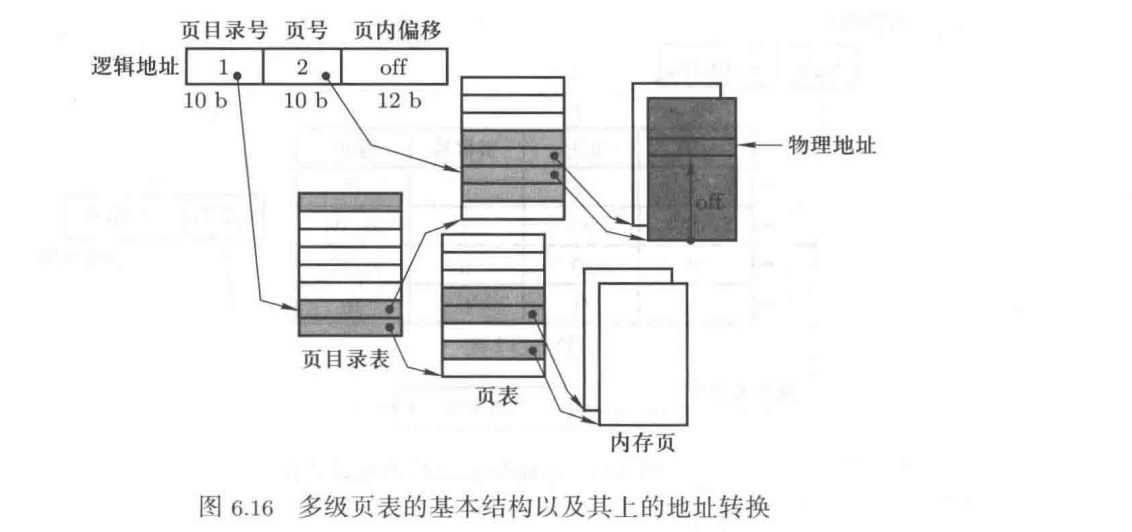 页目录号 页号 页内偏移
逻辑地址 1 2 off
10 b 10 b 12 b
物理地址
off
页目录表
页表
内存页
图 6.16 多级页表的基本结构以及其上的地址转换